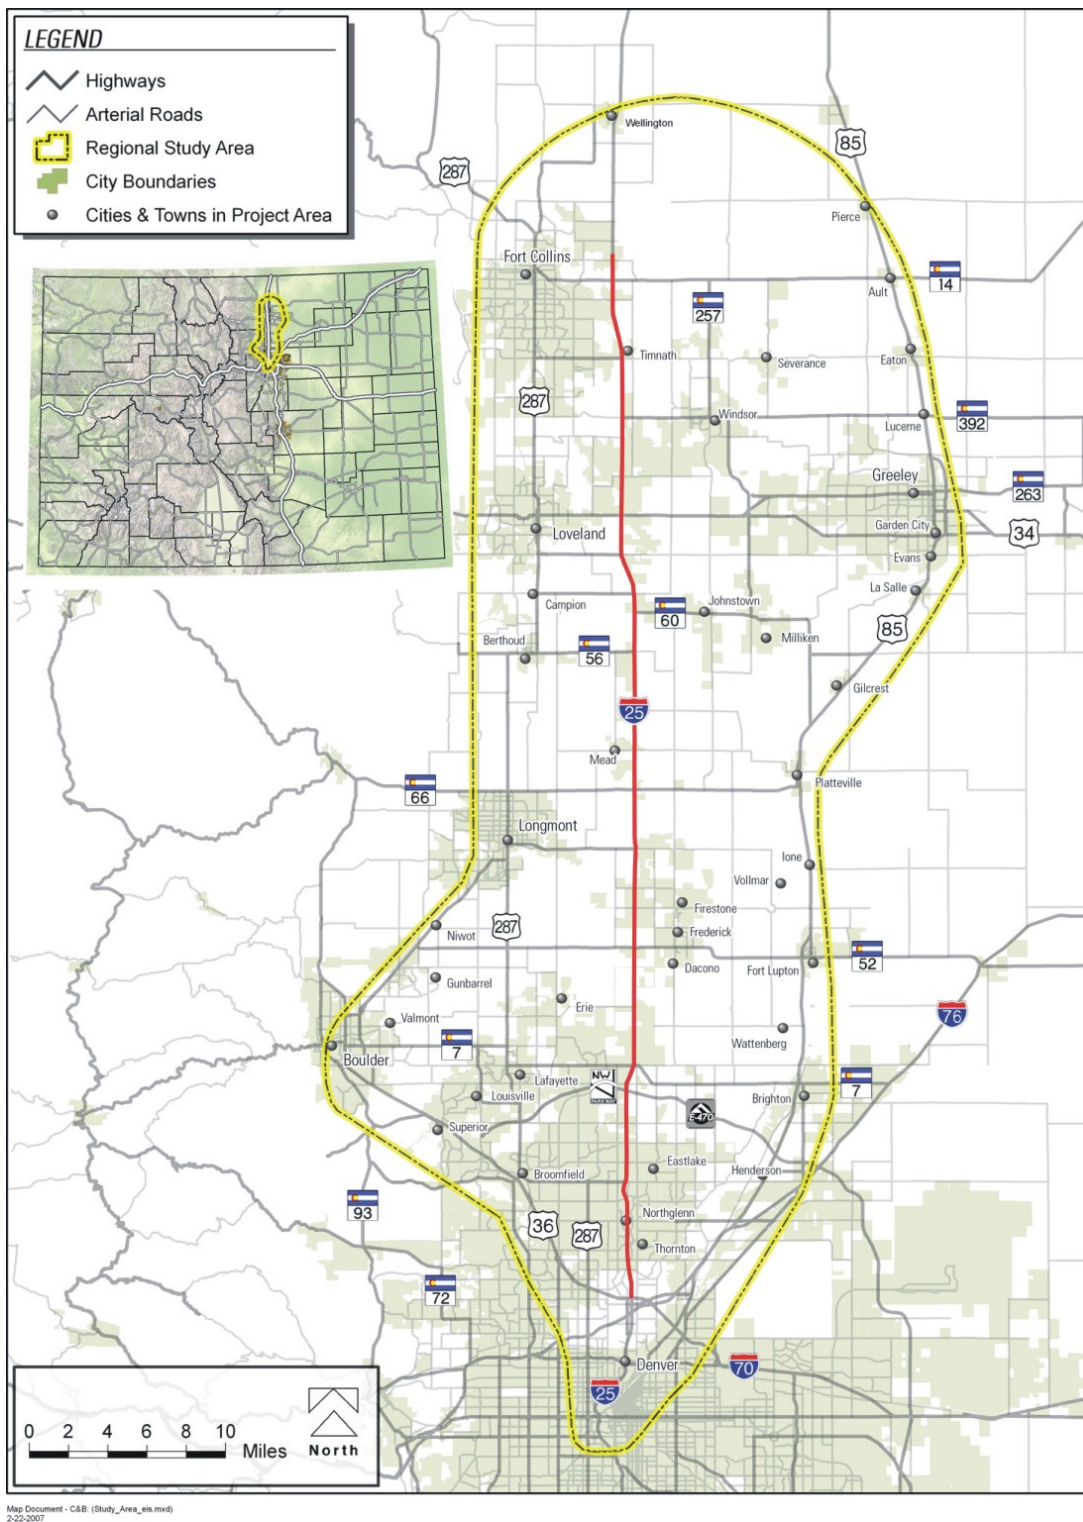 LEGEND
Highways
Arterial Roads
Regional Study Area
City Boundaries
Cities & Towns in Project Area
Wellington
85
287
Pierce
Fort Collins
14
Ault
257
Timnath
Severance
Eaton
287
Windsor
Lucerne
392
Greeley
263
Garden City
34
Loveland
Evans
La Salle
Campion
60
Johnstown
85
Berthoud
56
Milliken
Gilcrest
25
Mead
Platteville
66
Longmont
Ione
Vollmar
Firestone
287
Niwot
Frederick
52
Dacono
Fort Lupton
Gunbarrel
Erie
76
Valmont
7
Wattenberg
Boulder
Lafayette
NW
PARKWAY
7
Louisville
Brighton
E-470
Superior
Eastlake
Broomfield
Henderson
93
36
287
Northglenn
Thornton
72
Denver
70
25
0 2 4 6 8 10
Miles
North
Map Document - C&B: (Study_Area_eis.mxd)
2-22-2007